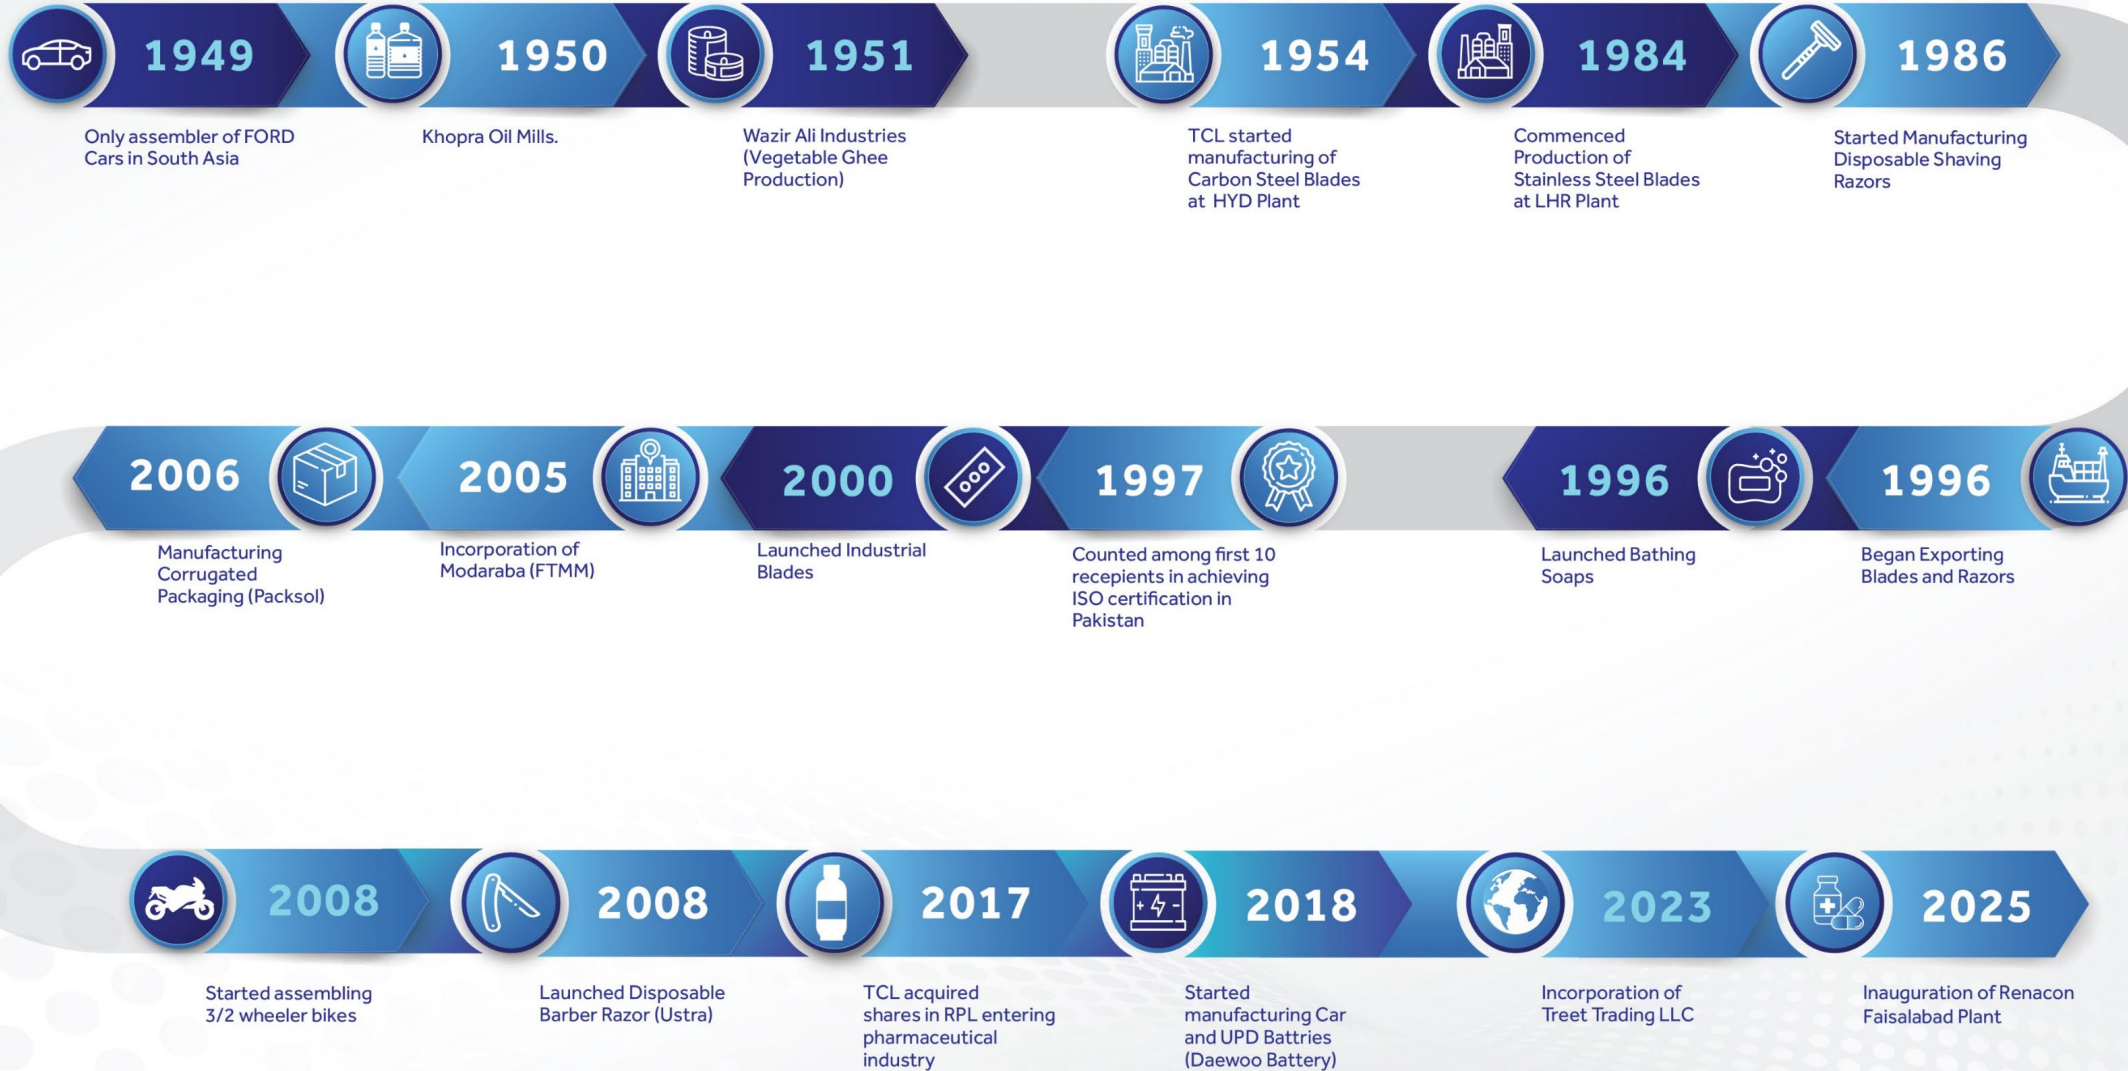 1949
Only assembler of FORD
Cars in South Asia
1950
Khopra Oil Mills.
1951
Wazir Ali Industries
(Vegetable Ghee
Production)
1954
TCL started
manufacturing of
Carbon Steel Blades
at HYD Plant
1984
Commenced
Production of
Stainless Steel Blades
at LHR Plant
1986
Started Manufacturing
Disposable Shaving
Razors
1996
Began Exporting
Blades and Razors
1996
Launched Bathing
Soaps
1997
Counted among first 10
recepients in achieving
ISO certification in
Pakistan
2000
Launched Industrial
Blades
2005
Incorporation of
Modaraba (FTMM)
2006
Manufacturing
Corrugated
Packaging (Packsol)
2008
Started assembling
3/2 wheeler bikes
2008
Launched Disposable
Barber Razor (Ustra)
2017
TCL acquired
shares in RPL entering
pharmaceutical
industry
2018
Started
manufacturing Car
and UPD Battries
(Daewoo Battery)
2023
Incorporation of
Treet Trading LLC
2025
Inauguration of Renacon
Faisalabad Plant